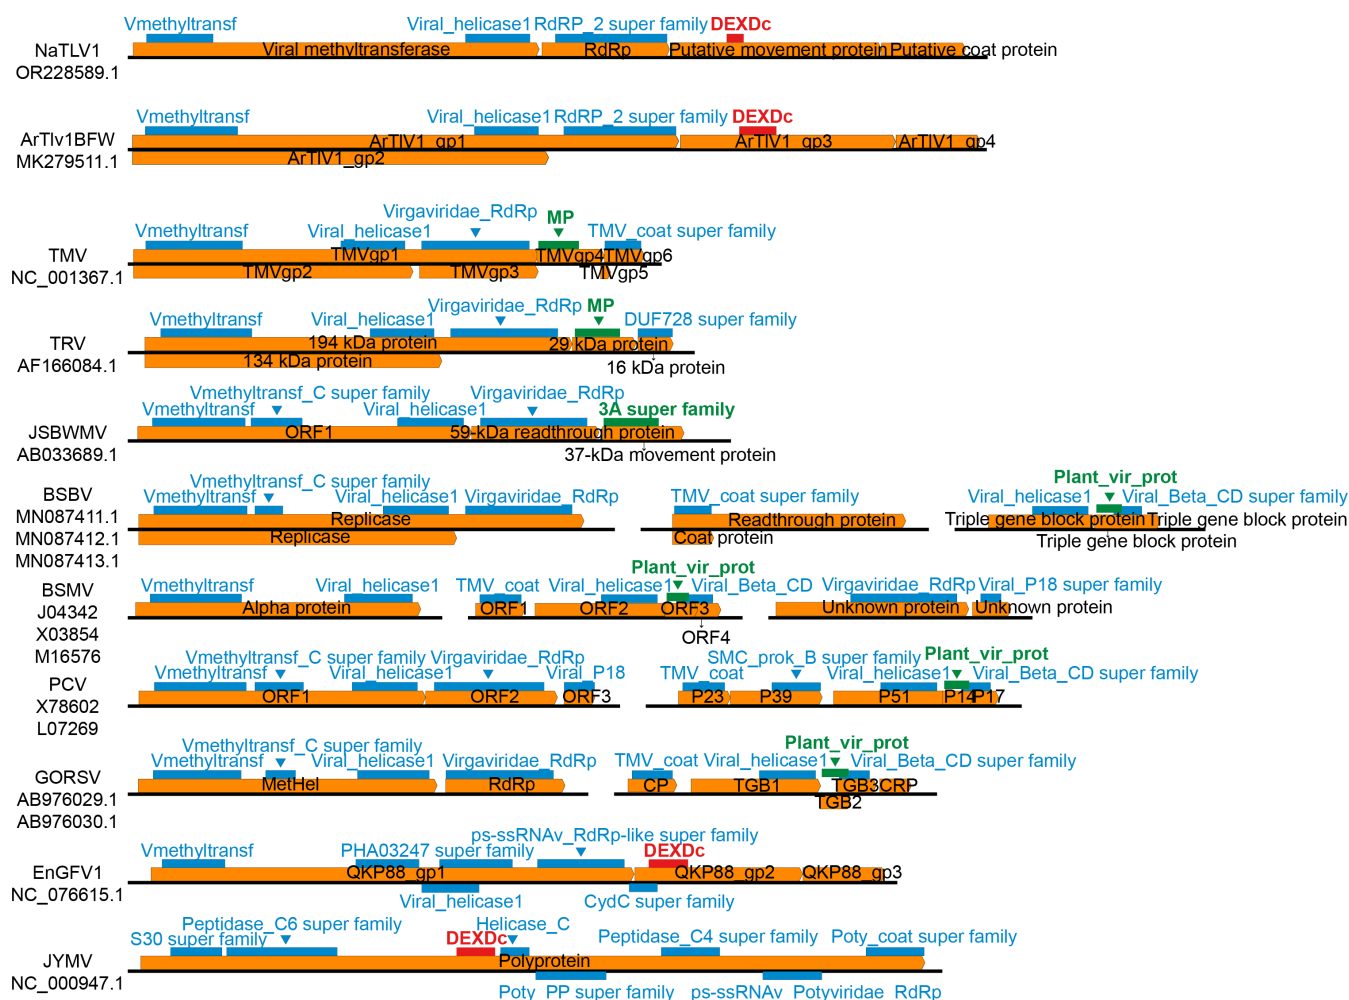 Vmethyltransf Viral_helicase1 RdRP_2 super family DEXDc
NaTLV1 Viral methyltransferase RdRp Putative movement protein Putative coat protein
OR228589.1
Vmethyltransf Viral_helicase1 RdRP_2 super family DEXDc
ArTlv1BFW ArTlV1_gp1 ArTlV1_gp3 ArTlV1_gp4
MK279511.1 ArTlV1_gp2
Virgaviridae_RdRp MP
Vmethyltransf Viral_helicase1 TMV_coat super family
TMV TMVgp1 TMVgp4 TMVgp6
NC_001367.1 TMVgp2 TMVgp3 TMVgp5
Virgaviridae_RdRp MP
Vmethyltransf Viral_helicase1 DUF728 super family
TRV 194 kDa protein 29 kDa protein
AF166084.1 134 kDa protein 16 kDa protein
Vmethyltransf_C super family Virgaviridae_RdRp
Vmethyltransf Viral_helicase1 3A super family
JSBWMV ORF1 59-kDa readthrough protein
AB033689.1 37-kDa movement protein
Vmethyltransf_C super family Plant_vir_prot
BSBV Vmethyltransf Viral_helicase1 Virgaviridae_RdRp TMV_coat super family Viral_helicase1 Viral_Beta_CD super family
MN087411.1 Replicase Readthrough protein Triple gene block protein Triple gene block protein
MN087412.1 Replicase Coat protein Triple gene block protein
MN087413.1
Plant_vir_prot
BSMV Vmethyltransf Viral_helicase1 TMV_coat Viral_helicase1 Viral_Beta_CD Virgaviridae_RdRp Viral_P18 super family
J04342 Alpha protein ORF1 ORF2 ORF3 Unknown protein Unknown protein
X03854 ORF4
M16576
Vmethyltransf_C super family Virgaviridae_RdRp SMC_prok_B super family Plant_vir_prot
Vmethyltransf Viral_helicase1 Viral_P18 TMV_coat Viral_helicase1 Viral_Beta_CD super family
PCV ORF1 ORF2 ORF3 P23 P39 P51 P14 P17
X78602
L07269
Vmethyltransf_C super family Plant_vir_prot
Vmethyltransf Viral_helicase1 Virgaviridae_RdRp TMV_coat Viral_helicase1 Viral_Beta_CD super family
GORSV MetHel RdRp CP TGB1 TGB3 CRP
AB976029.1 TGB2
AB976030.1
ps-ssRNAv_RdRp-like super family
Vmethyltransf PHA03247 super family DEXDc
EnGFV1 QKP88_gp1 QKP88_gp2 QKP88_gp3
NC_076615.1 Viral_helicase1 CydC super family
Peptidase_C6 super family Helicase_C
S30 super family DEXDc Peptidase_C4 super family Poty_coat super family
JYMV Polyprotein
NC_000947.1
Poty_PP super family ps-ssRNAv_Potyviridae_RdRp